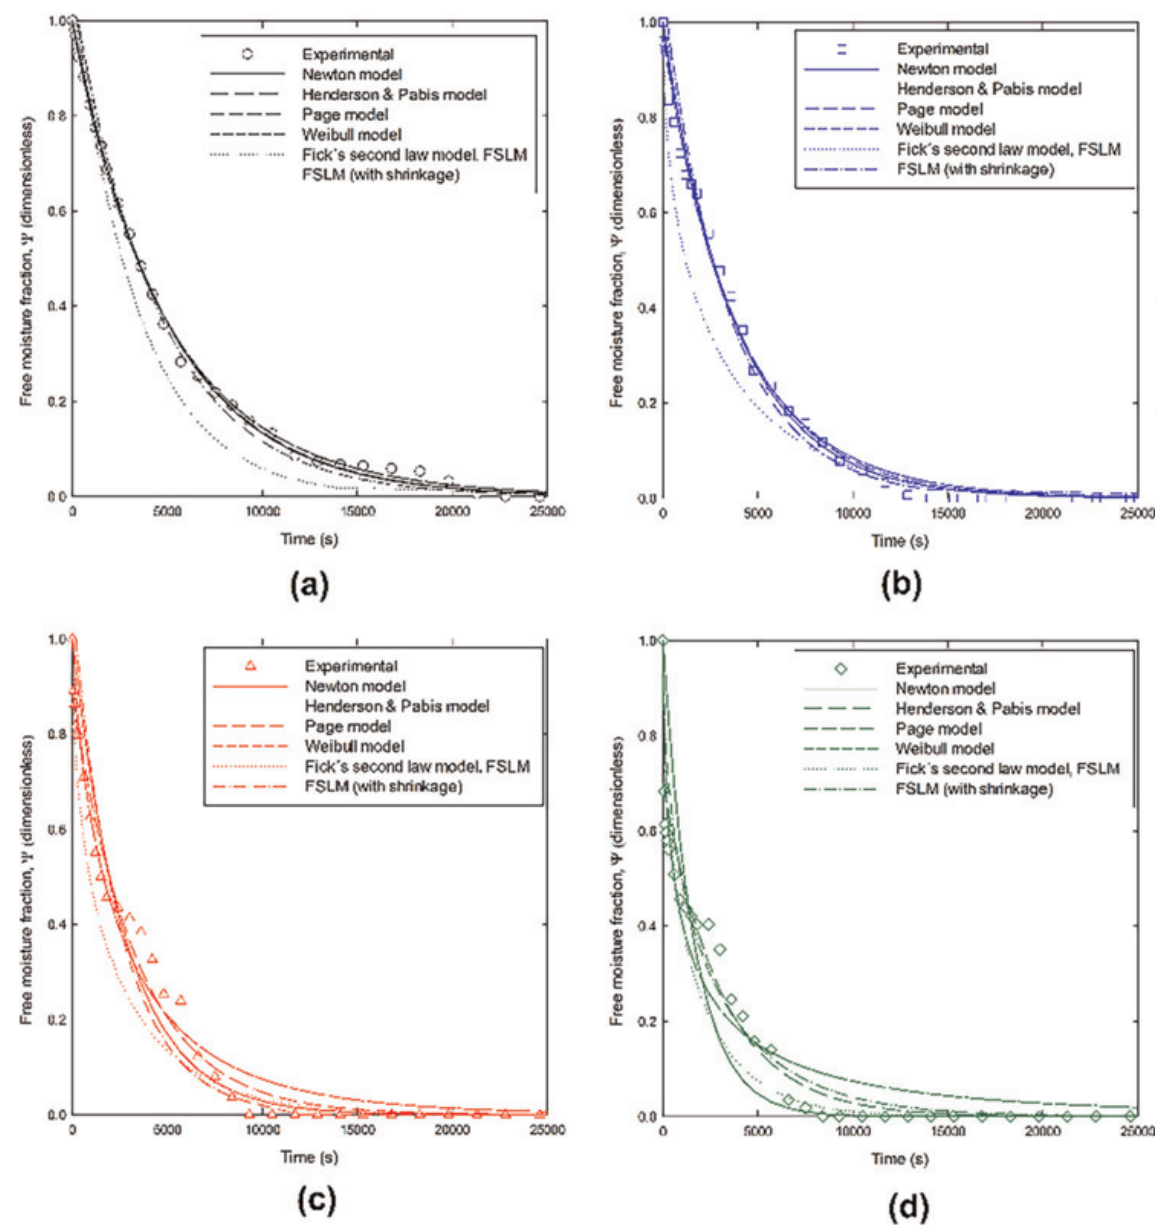 1.0
0.8
0.6
0.4
0.2
0.0
Free moisture fraction, Ψ (dimensionless)
Experimental
Newton model
Henderson & Pabis model
Page model
Weibull model
Fick´s second law model, FSLM
FSLM (with shrinkage)
0 5000 10000 15000 20000 25000
Time (s)
(a)
1.0
0.8
0.6
0.4
0.2
0.0
Free moisture fraction, Ψ (dimensionless)
Experimental
Newton model
Henderson & Pabis model
Page model
Weibull model
Fick´s second law model, FSLM
FSLM (with shrinkage)
0 5000 10000 15000 20000 25000
Time (s)
(b)
1.0
0.8
0.6
0.4
0.2
0.0
Free moisture fraction, Ψ (dimensionless)
Experimental
Newton model
Henderson & Pabis model
Page model
Weibull model
Fick´s second law model, FSLM
FSLM (with shrinkage)
0 5000 10000 15000 20000 25000
Time (s)
(c)
1.0
0.8
0.6
0.4
0.2
0.0
Free moisture fraction, Ψ (dimensionless)
Experimental
Newton model
Henderson & Pabis model
Page model
Weibull model
Fick´s second law model, FSLM
FSLM (with shrinkage)
0 5000 10000 15000 20000 25000
Time (s)
(d)